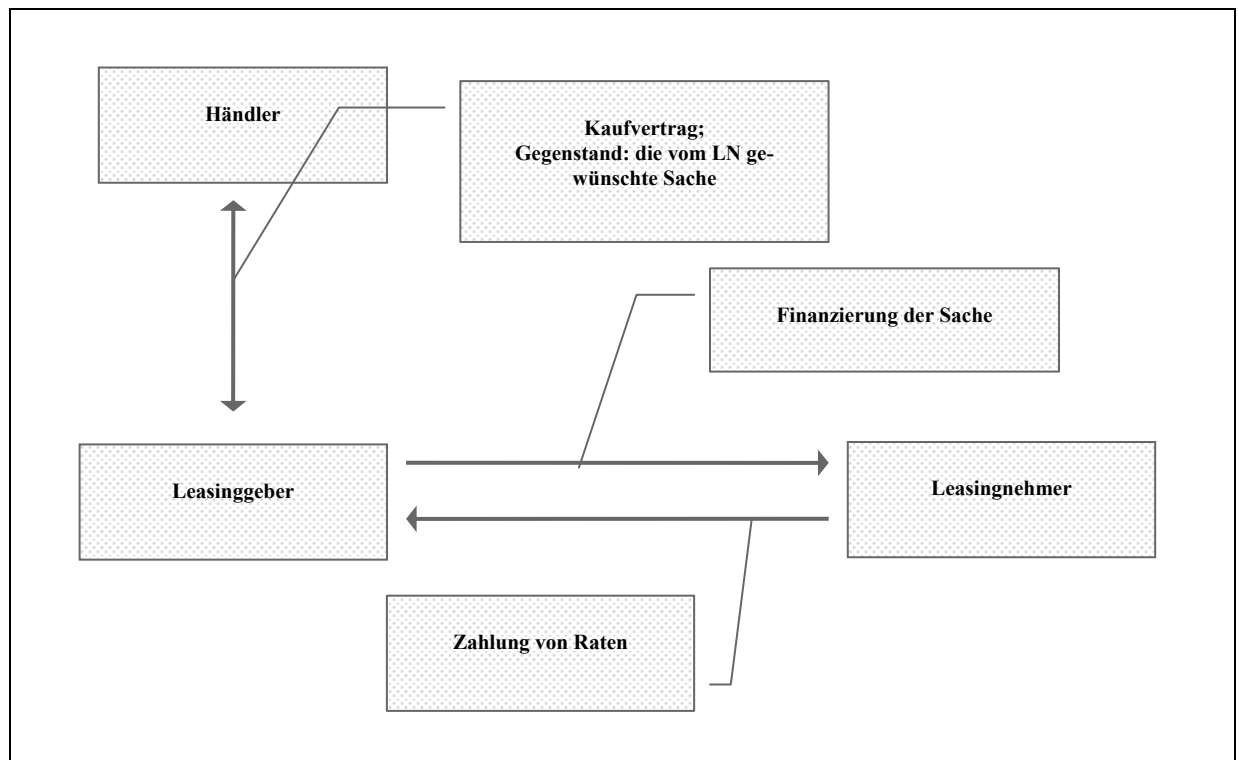 Händler
Kaufvertrag;
Gegenstand: die vom LN ge-
wünschte Sache
Finanzierung der Sache
Leasinggeber
Leasingnehmer
Zahlung von Raten